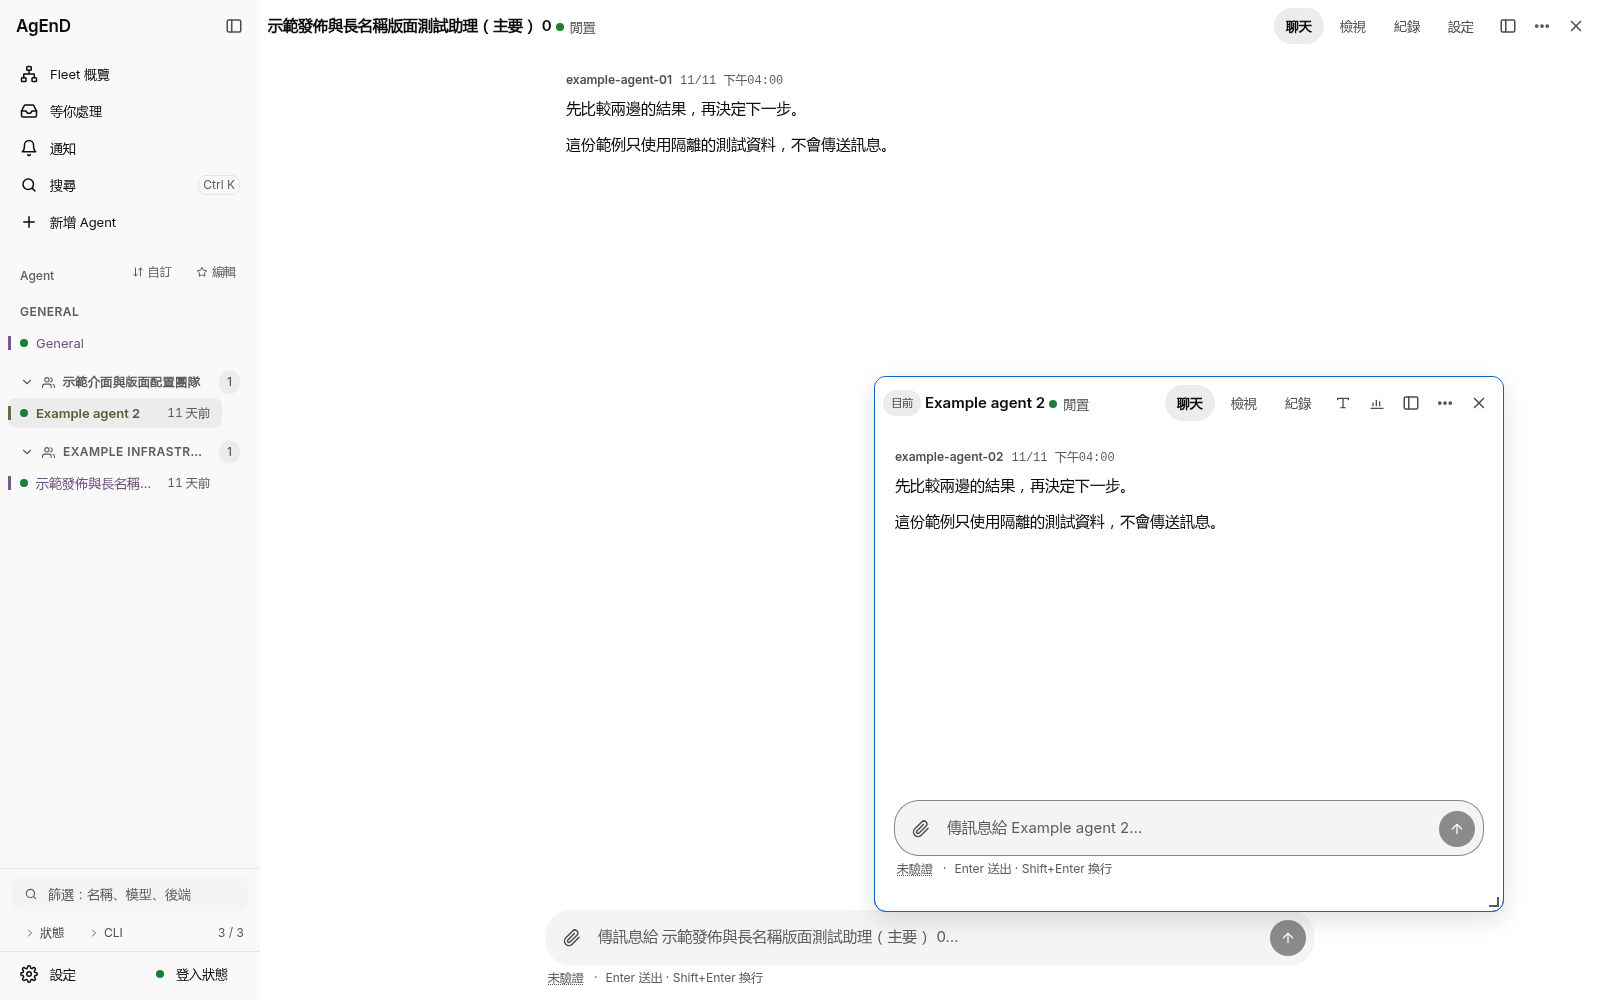 AgEnD
Fleet 概覽
等你處理
通知
搜尋 Ctrl K
新增 Agent
Agent 自訂 編輯
GENERAL
General
示範介面與版面配置團隊 1
Example agent 2 11 天前
EXAMPLE INFRASTR... 1
示範發佈與長名稱... 11 天前
篩選：名稱、模型、後端
狀態 CLI 3 / 3
設定 登入狀態
示範發佈與長名稱版面測試助理（主要）0 閒置 聊天 檢視 紀錄 設定
example-agent-01 11/11 下午04:00
先比較兩邊的結果，再決定下一步。
這份範例只使用隔離的測試資料，不會傳送訊息。
目前 Example agent 2 閒置 聊天 檢視 紀錄
example-agent-02 11/11 下午04:00
先比較兩邊的結果，再決定下一步。
這份範例只使用隔離的測試資料，不會傳送訊息。
傳訊息給 Example agent 2...
未驗證 · Enter 送出 · Shift+Enter 換行
傳訊息給 示範發佈與長名稱版面測試助理（主要）0...
未驗證 · Enter 送出 · Shift+Enter 換行